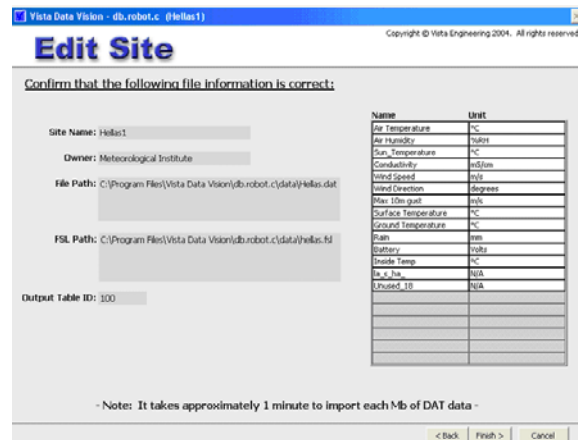 Vista Data Vision - db.robot.c (Hellas1)
Copyright © Vista Engineering 2004. All rights reserved
Edit Site
Confirm that the following file information is correct:
Site Name: Hellas1
Owner: Meteorological Institute
File Path: C:\Program Files\Vista Data Vision\db.robot.c\data\Hellas.dat
FSL Path: C:\Program Files\Vista Data Vision\db.robot.c\data\hellas.fsl
Output Table ID: 100
Name Unit
Air Temperature °C
Air Humidity %RH
Sun_Temperature °C
Conductivity mS/cm
Wind Speed m/s
Wind Direction degrees
Max 10m gust m/s
Surface Temperature °C
Ground Temperature °C
Rain mm
Battery Volts
Inside Temp °C
N/A
Unused_18 N/A
- Note: It takes approximately 1 minute to import each Mb of DAT data -
< Back Finish > Cancel